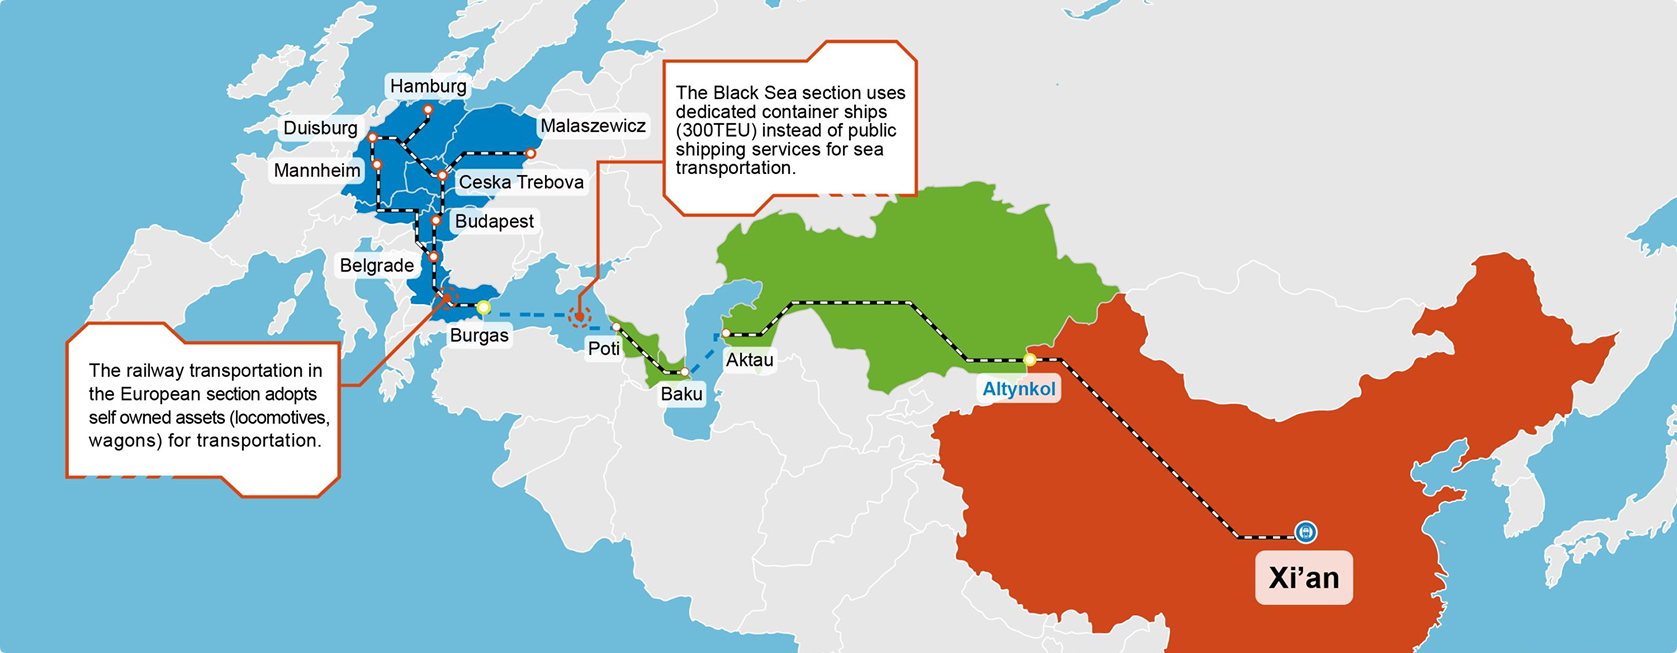 Hamburg
Duisburg
Malaszewicz
Mannheim
Ceska Trebova
Budapest
Belgrade
Burgas
Poti
Baku
Aktau
Altynkol
Xi’an
The Black Sea section uses
dedicated container ships
(300TEU) instead of public
shipping services for sea
transportation.
The railway transportation in
the European section adopts
self owned assets (locomotives,
wagons) for transportation.